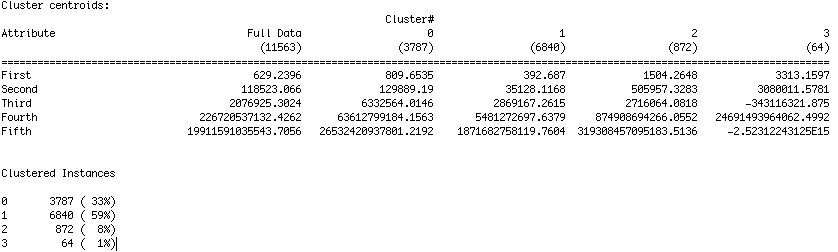 Cluster centroids:
Cluster#
Attribute Full Data 0 1 2 3
(11563) (3787) (6840) (872) (64)
==========================================================================================================
First 629.2396 809.6535 392.687 1504.2648 3313.1597
Second 118523.066 129889.19 35128.1168 505957.3283 3080011.5781
Third 2076925.3024 6332564.0146 2869167.2615 2716064.0818 -343116321.875
Fourth 226720537132.4262 63612799184.1563 5481272697.6379 874908694266.0552 24691493964062.4992
Fifth 19911591035543.7056 26532420937801.2192 1871682758119.7604 319308457095183.5136 -2.52312243125E15
Clustered Instances
0 3787 ( 33%)
1 6840 ( 59%)
2 872 ( 8%)
3 64 ( 1%)